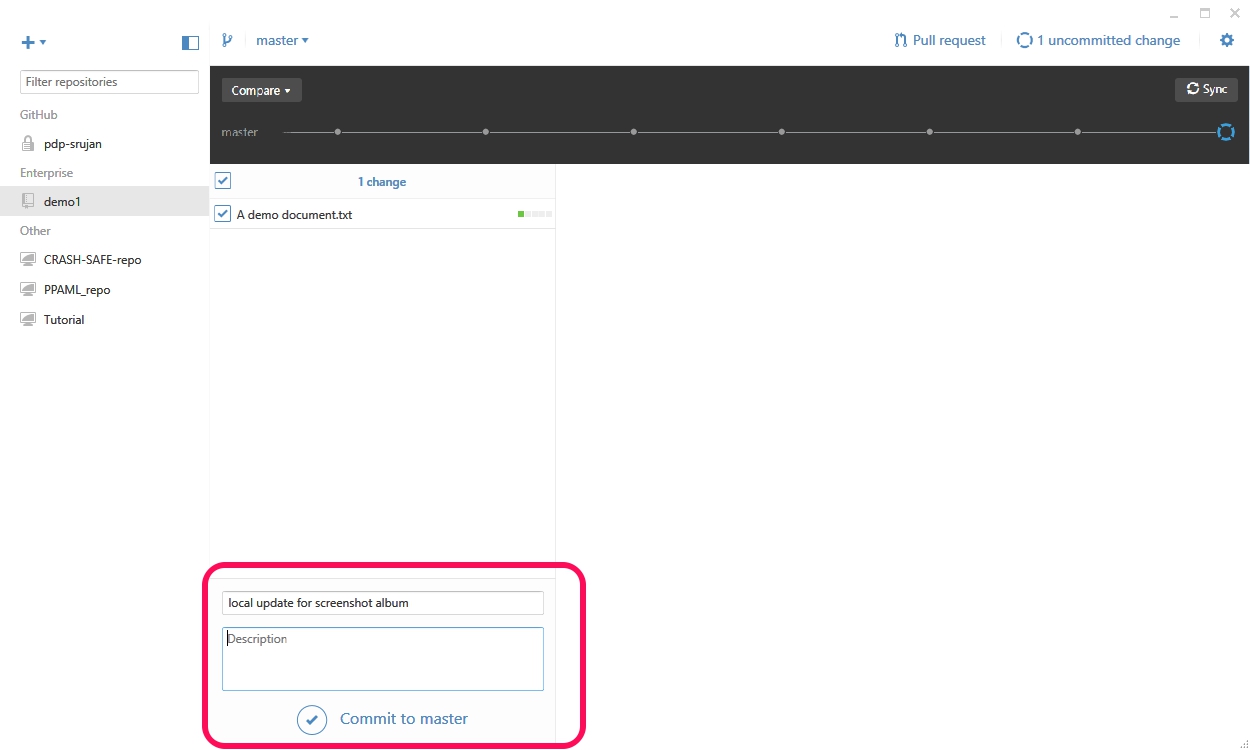 master
Pull request
1 uncommitted change
Filter repositories
GitHub
pdp-srujan
Enterprise
demo1
Other
CRASH-SAFE-repo
PPAML_repo
Tutorial
Compare
Sync
master
1 change
A demo document.txt
local update for screenshot album
Description
Commit to master